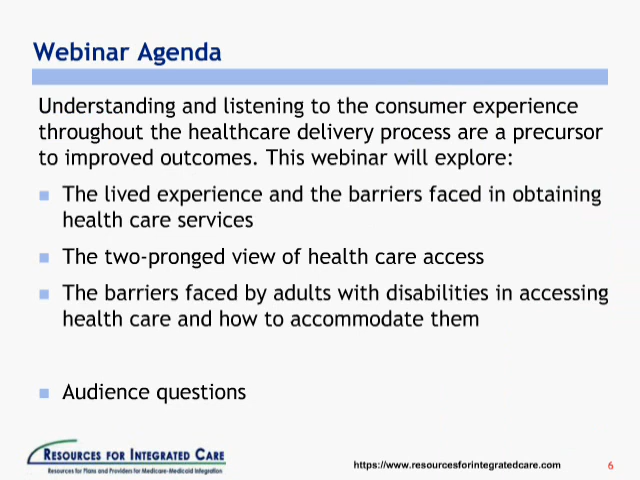 Webinar Agenda
Understanding and listening to the consumer experience
throughout the healthcare delivery process are a precursor
to improved outcomes. This webinar will explore:
The lived experience and the barriers faced in obtaining
health care services
The two-pronged view of health care access
The barriers faced by adults with disabilities in accessing
health care and how to accommodate them
Audience questions
RESOURCES FOR INTEGRATED CARE
Resources for Plans and Providers for Medicare-Medicaid Integration
https://www.resourcesforintegratedcare.com
6